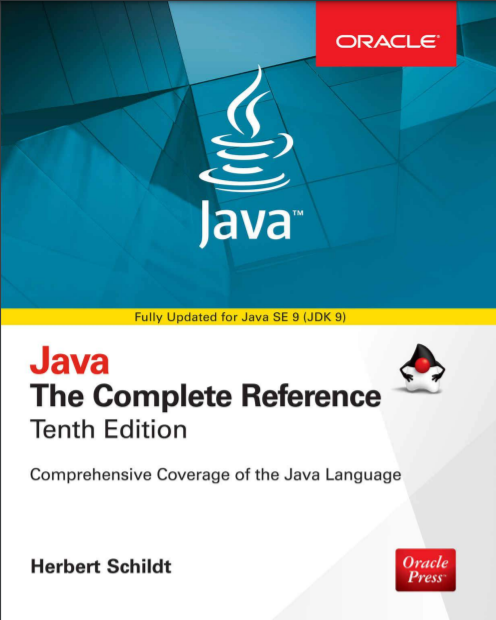 ORACLE®
Java™
Fully Updated for Java SE 9 (JDK 9)
Java
The Complete Reference
Tenth Edition
Comprehensive Coverage of the Java Language
Herbert Schildt
Oracle
Press™